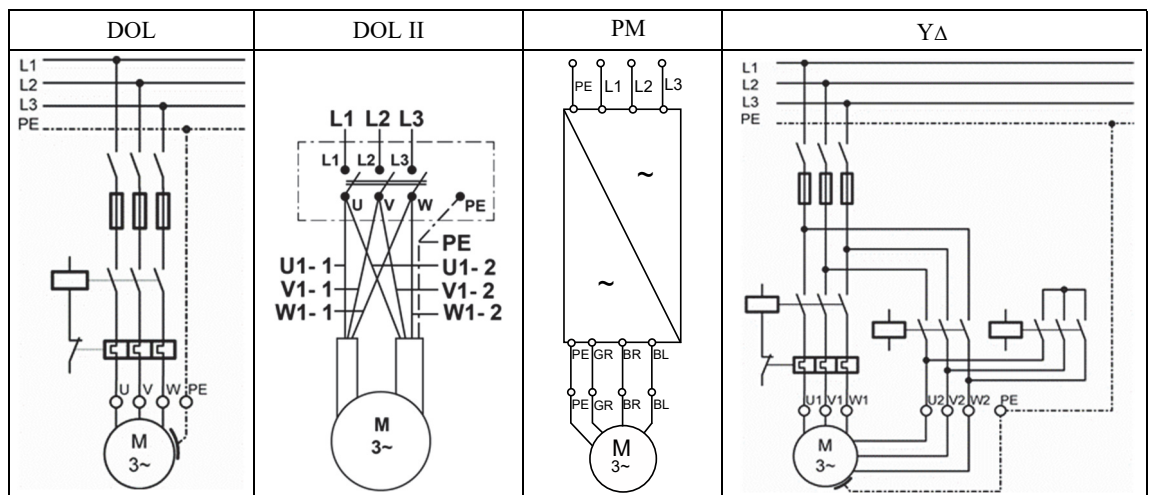 DOL
DOL II
PM
Y∆
L1
L2
L3
PE
U V W PE
M
3~
L1 L2 L3
L1 L2 L3
U V W PE
PE
U1- 1 U1- 2
V1- 1 V1- 2
W1- 1 W1- 2
M
3~
PE L1 L2 L3
~
~
PE GR BR BL
PE GR BR BL
M
3~
L1
L2
L3
PE
U1 V1 W1 U2 V2 W2 PE
M
3~